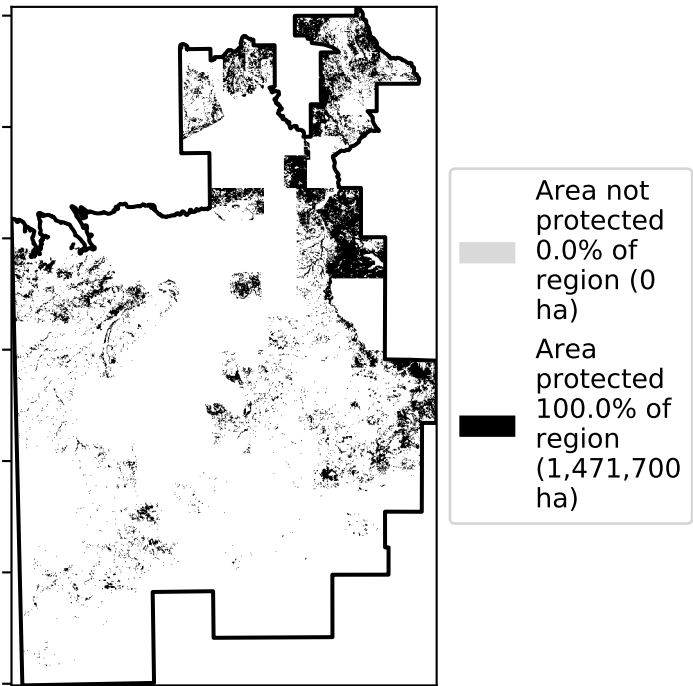 Area not
protected
0.0% of
region (0
ha)
Area
protected
100.0% of
region
(1,471,700
ha)